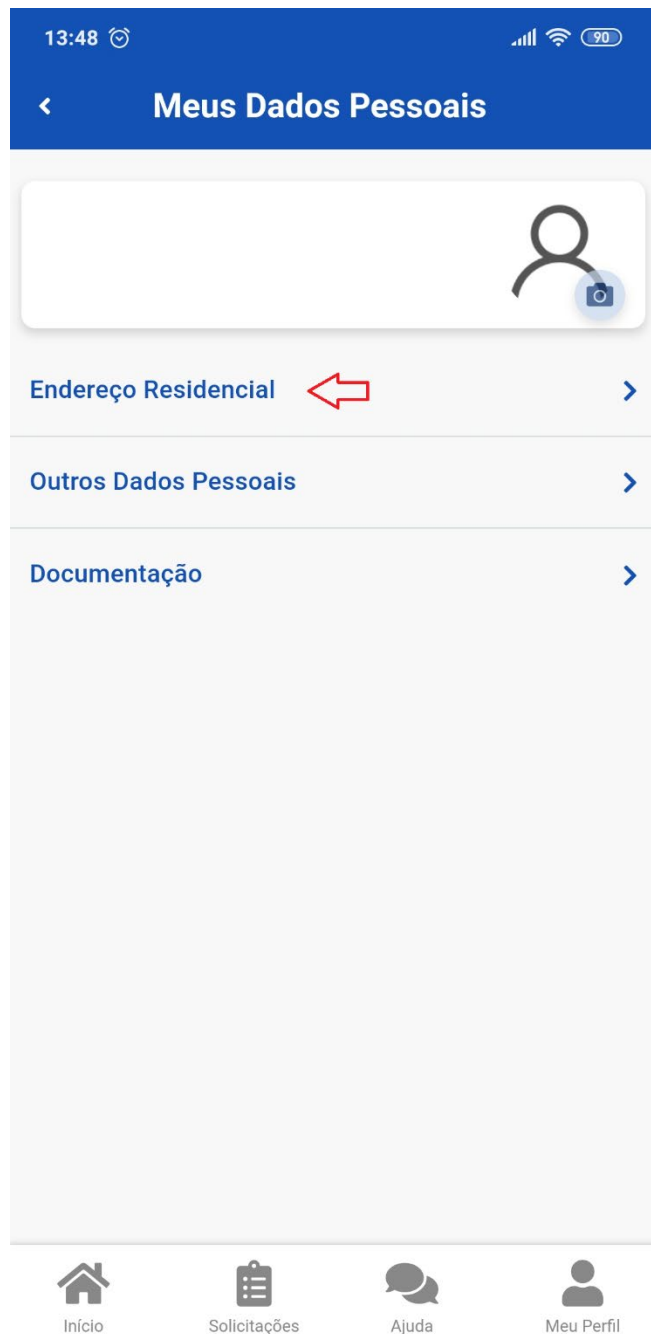 13:48
90
Meus Dados Pessoais
Endereço Residencial
Outros Dados Pessoais
Documentação
Início Solicitações Ajuda Meu Perfil